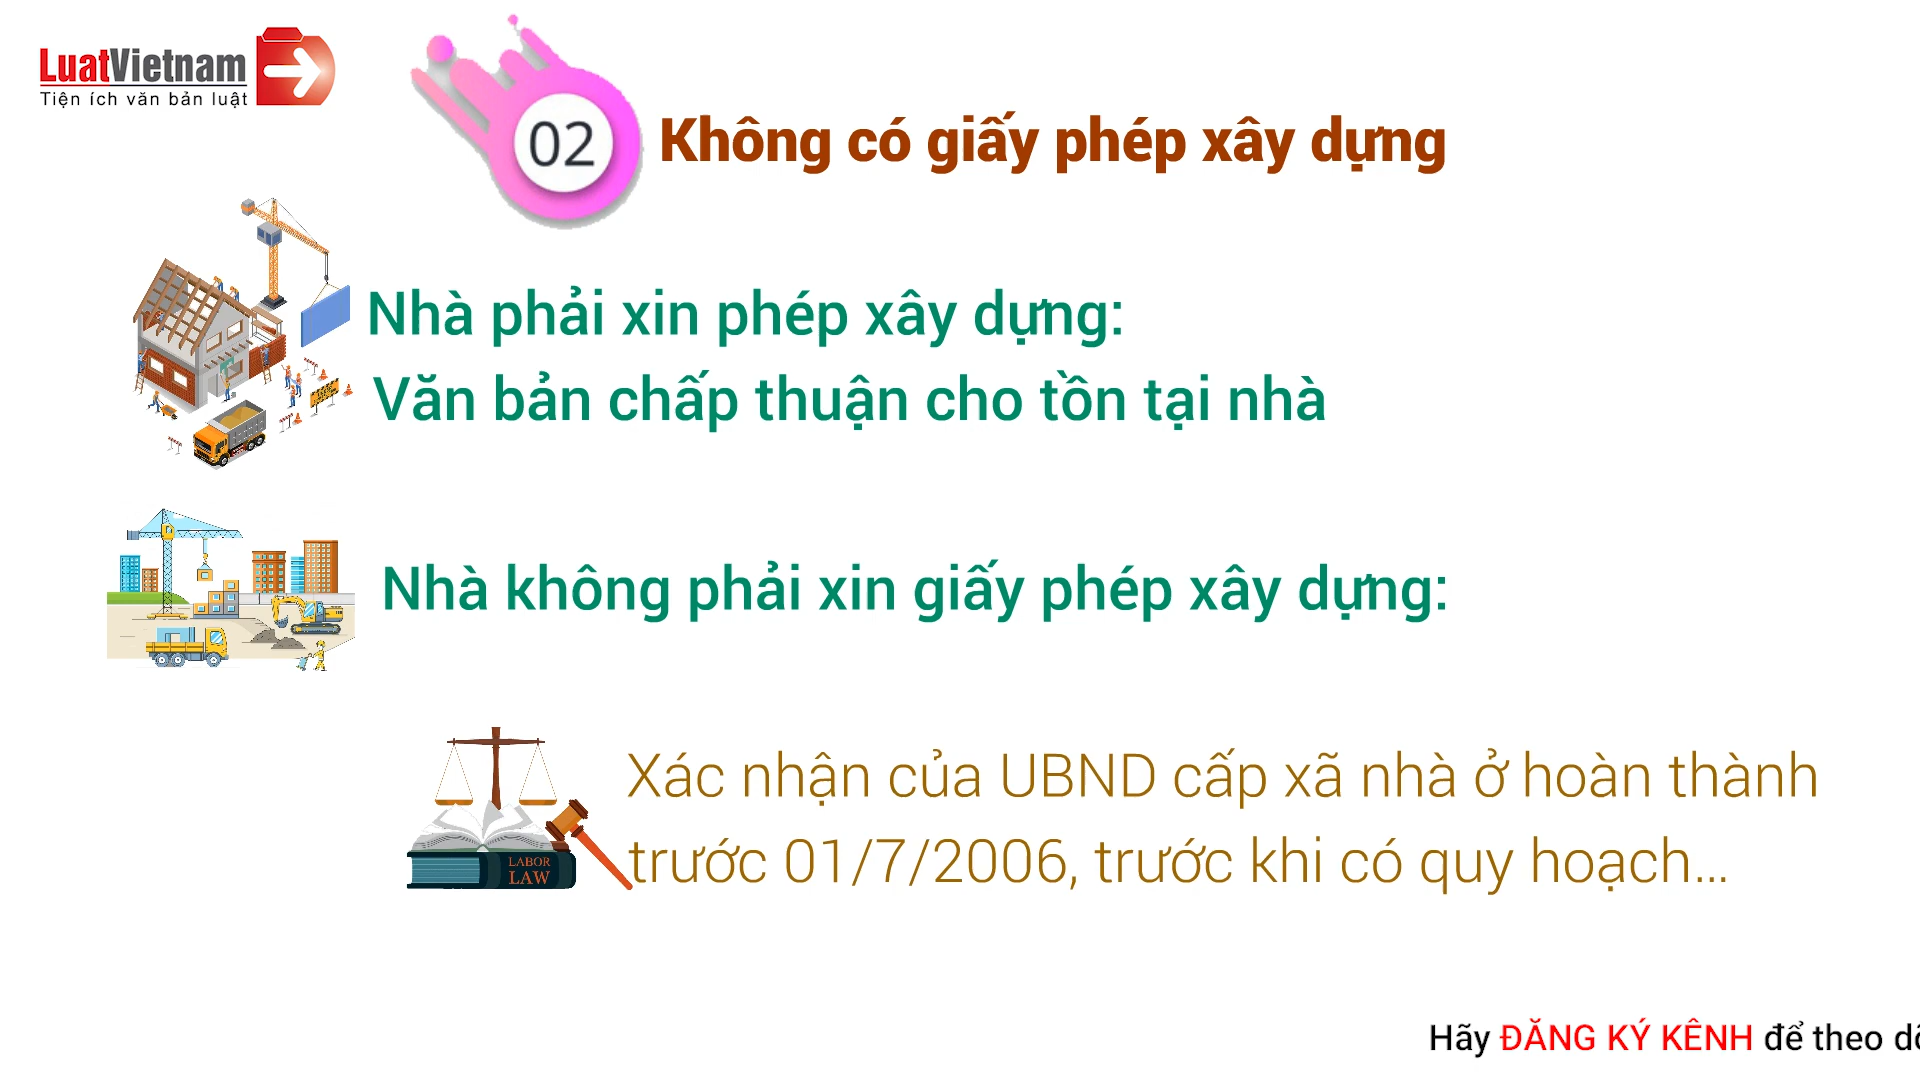 LuatVietnam
Tiện ích văn bản luật
02
Không có giấy phép xây dựng
Nhà phải xin phép xây dựng:
Văn bản chấp thuận cho tồn tại nhà
Nhà không phải xin giấy phép xây dựng:
Xác nhận của UBND cấp xã nhà ở hoàn thành
trước 01/7/2006, trước khi có quy hoạch...
LABOR
LAW
Hãy ĐĂNG KÝ KÊNH để theo